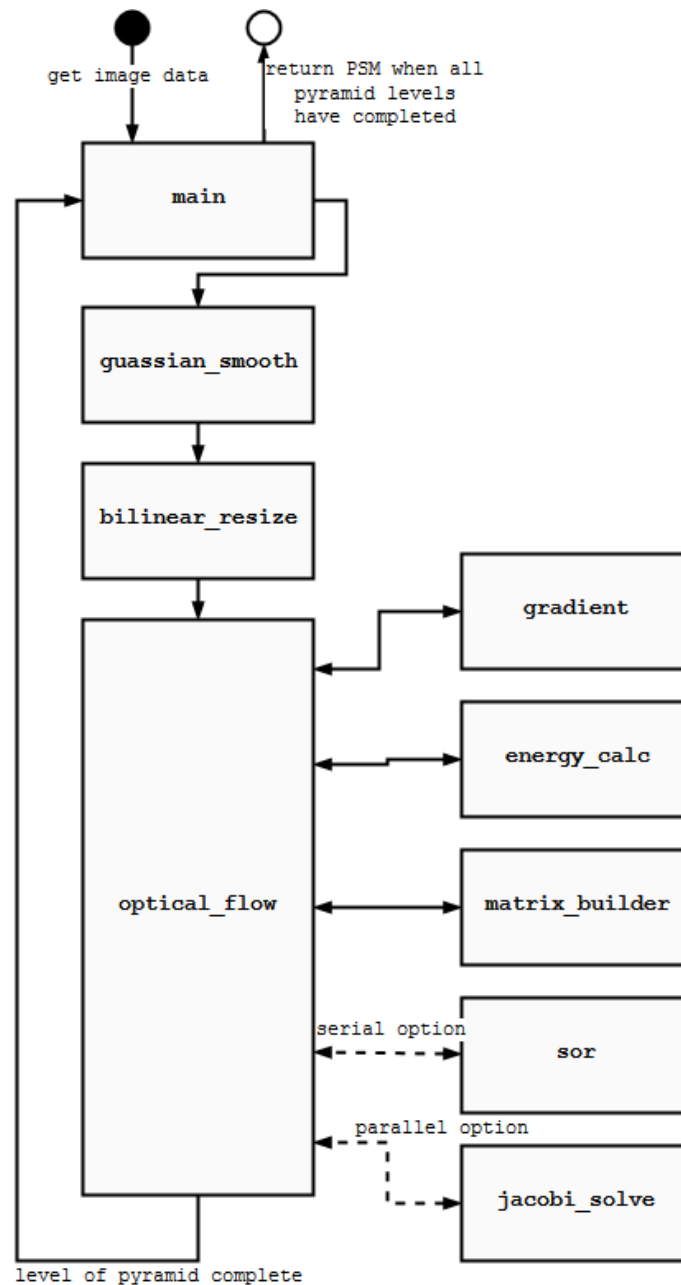 get image data
return PSM when all
pyramid levels
have completed
main
guassian_smooth
bilinear_resize
gradient
energy_calc
optical_flow
matrix_builder
serial option
sor
parallel option
jacobi_solve
level of pyramid complete